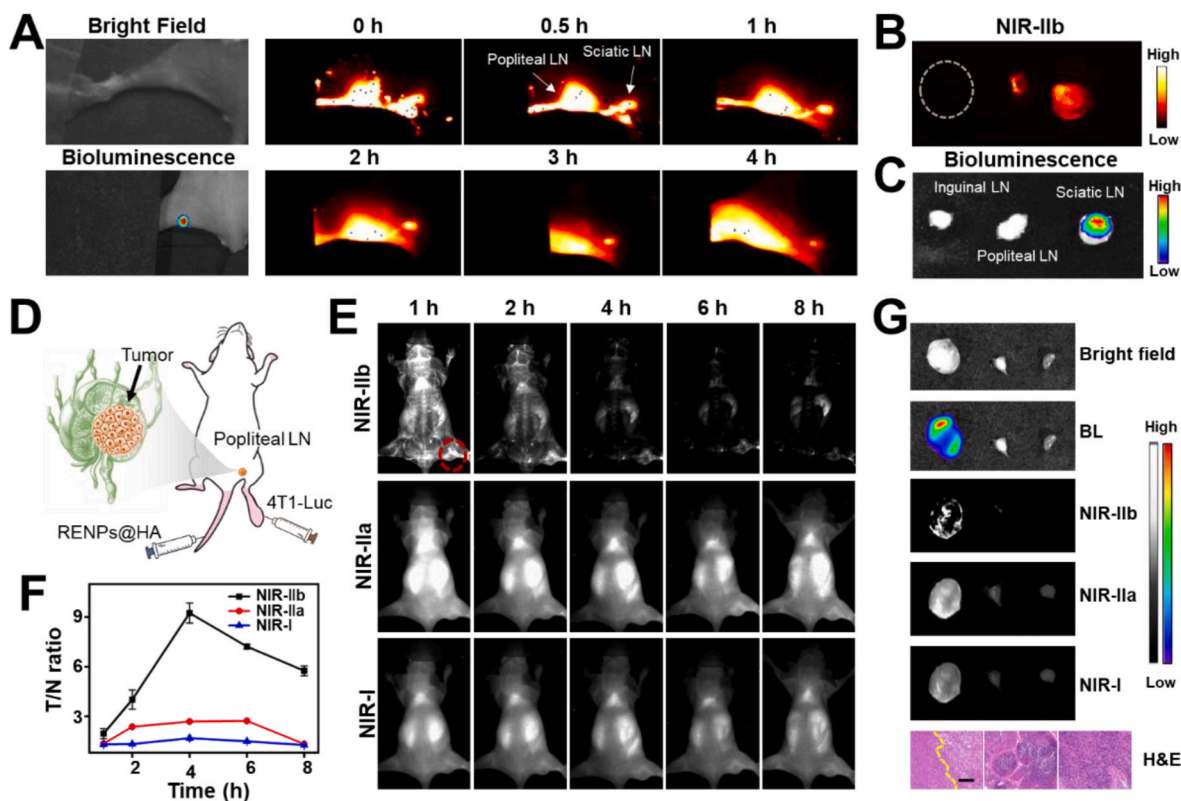 A
Bright Field
0 h
0.5 h
1 h
Popliteal LN
Sciatic LN
Bioluminescence
2 h
3 h
4 h
B
NIR-IIb
High
Low
C
Bioluminescence
Inguinal LN
Sciatic LN
Popliteal LN
High
Low
D
Tumor
Popliteal LN
4T1-Luc
RENPs@HA
E
1 h
2 h
4 h
6 h
8 h
NIR-IIb
NIR-IIa
NIR-I
F
T/N ratio
9
6
3
NIR-IIb
NIR-IIa
NIR-I
2
4
6
8
Time (h)
G
Bright field
BL
NIR-IIb
NIR-IIa
NIR-I
H&E
High
Low